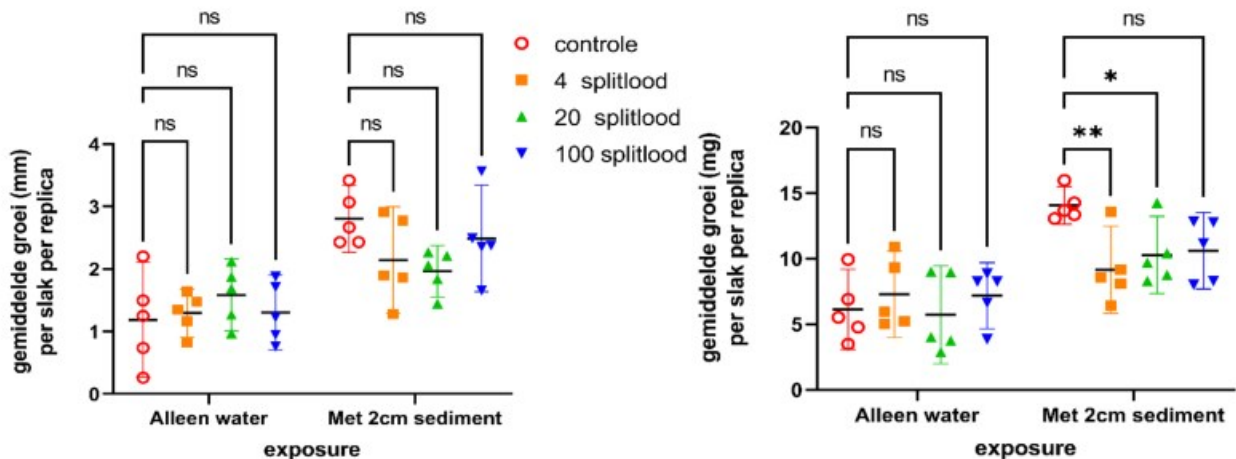 ns
ns
ns
ns
ns
ns
controle
4 splitlood
20 splitlood
100 splitlood
gemiddelde groei (mm)
per slak per replica
4
3
2
1
0
Alleen water
Met 2cm sediment
exposure
ns
ns
ns
ns
*
**
gemiddelde groei (mg)
per slak per replica
20
15
10
5
0
Alleen water
Met 2cm sediment
exposure